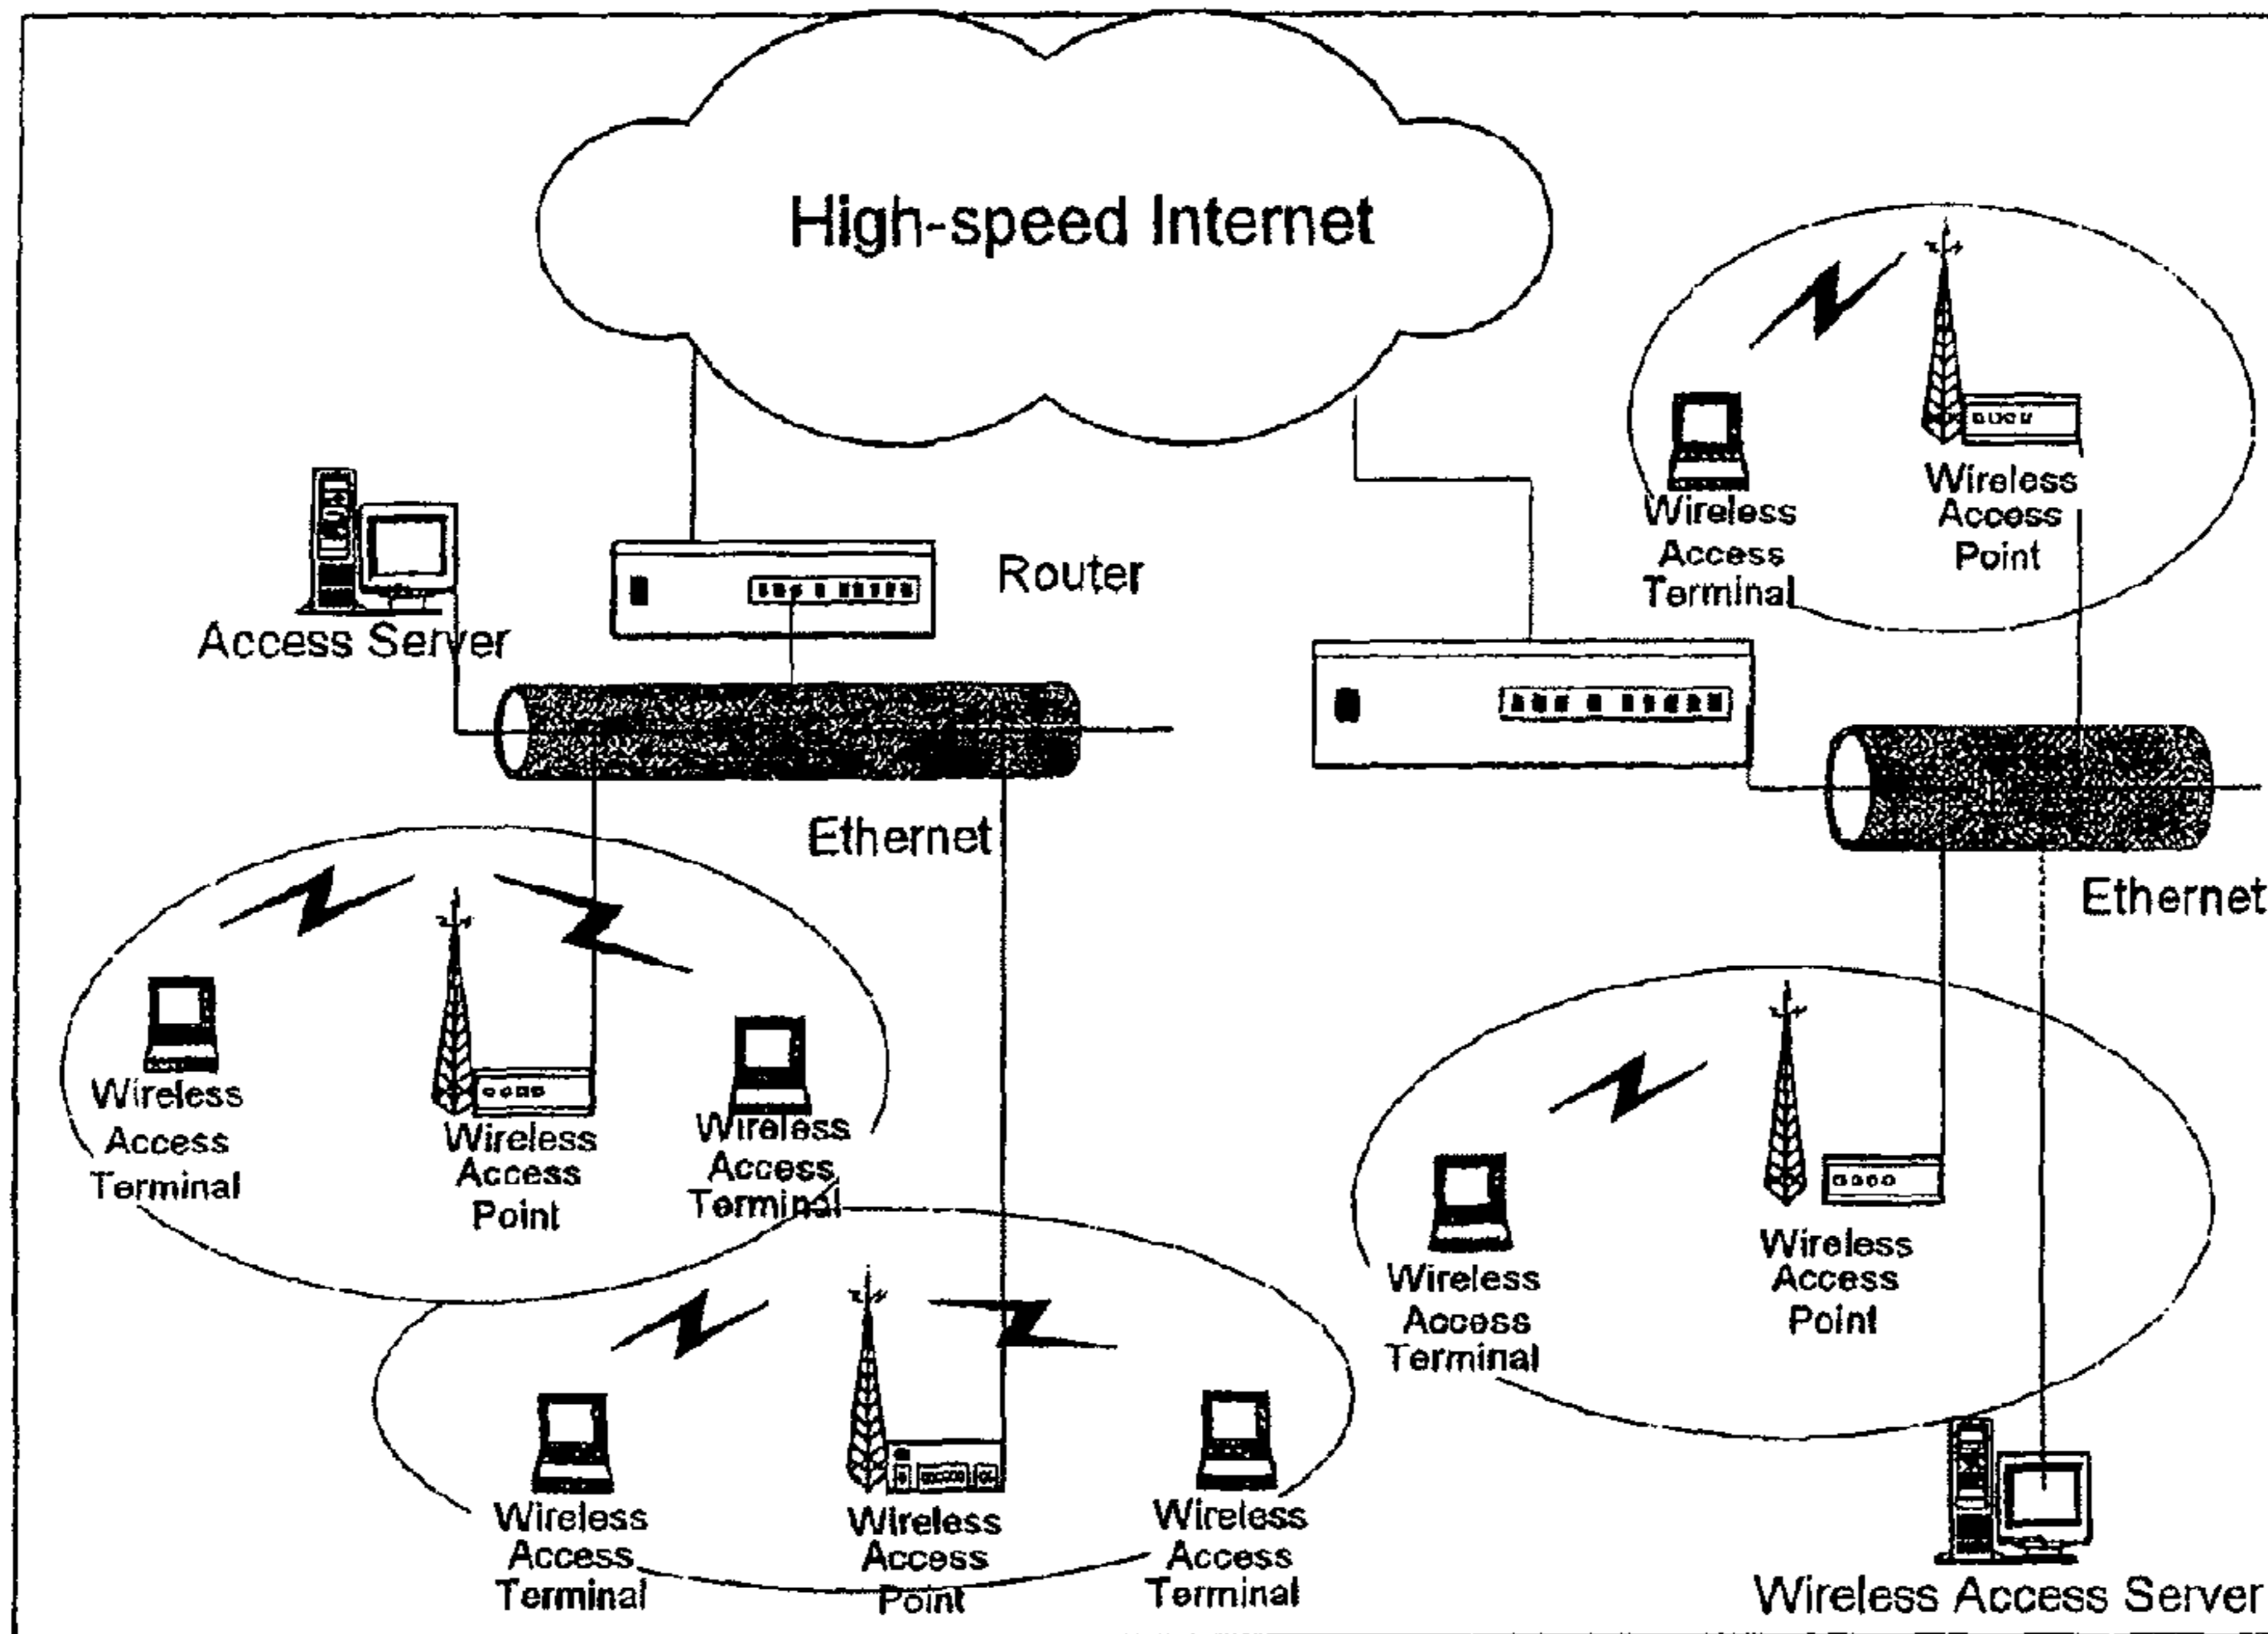 High-speed Internet
Wireless
Access
Point
Wireless
Access
Terminal
Router
Access Server
Ethernet
Ethernet
Wireless
Access
Terminal
Wireless
Access
Point
Wireless
Access
Terminal
Wireless
Access
Point
Wireless
Access
Terminal
Wireless
Access
Terminal
Wireless
Access
Point
Wireless
Access
Terminal
Wireless Access Server